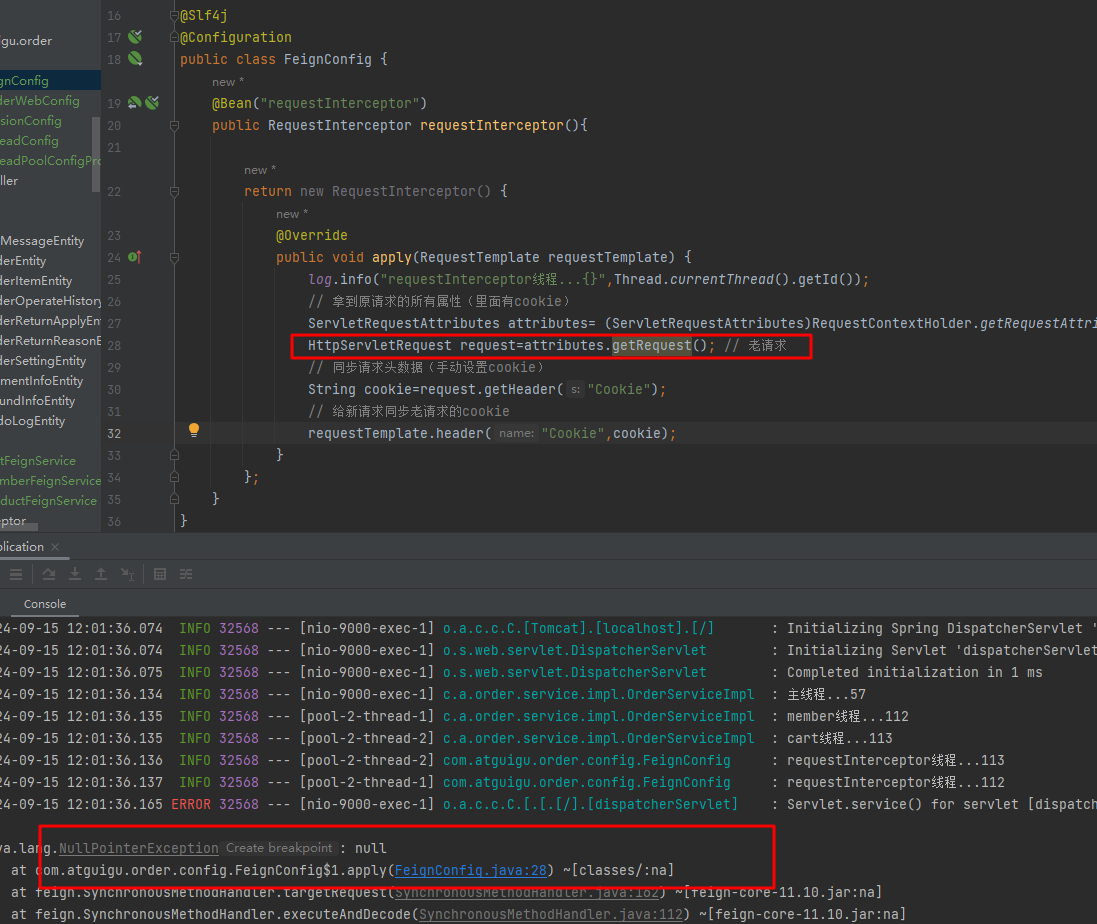 16 @Slf4j
igu.order
17 @Configuration
18 public class FeignConfig {
gnConfig
new *
derWebConfig
19 @Bean("requestInterceptor")
sionConfig
20 public RequestInterceptor requestInterceptor(){
eadConfig
21
eadPoolConfigPro
new *
ller
22 return new RequestInterceptor() {
new *
23 @Override
MessageEntity
24 public void apply(RequestTemplate requestTemplate) {
derEntity
25 log.info("requestInterceptor线程...{}",Thread.currentThread().getId());
derItemEntity
26 // 拿到原请求的所有属性（里面有cookie）
derOperateHistory
27 ServletRequestAttributes attributes= (ServletRequestAttributes)RequestContextHolder.getRequestAttri
derReturnApplyEn
28 HttpServletRequest request=attributes.getRequest(); // 老请求
derReturnReasonE
29 // 同步请求头数据（手动设置cookie）
derSettingEntity
30 String cookie=request.getHeader( s: "Cookie");
mentInfoEntity
undInfoEntity
31 // 给新请求同步老请求的cookie
doLogEntity
32 requestTemplate.header( name: "Cookie",cookie);
33 }
tFeignService
34 };
mberFeignService
35 }
ductFeignService
36 }
eptor
plication
Console
24-09-15 12:01:36.074 INFO 32568 --- [nio-9000-exec-1] o.a.c.c.C.[Tomcat].[localhost].[/] : Initializing Spring DispatcherServlet '
24-09-15 12:01:36.074 INFO 32568 --- [nio-9000-exec-1] o.s.web.servlet.DispatcherServlet : Initializing Servlet 'dispatcherServlet
24-09-15 12:01:36.075 INFO 32568 --- [nio-9000-exec-1] o.s.web.servlet.DispatcherServlet : Completed initialization in 1 ms
24-09-15 12:01:36.134 INFO 32568 --- [nio-9000-exec-1] c.a.order.service.impl.OrderServiceImpl : 主线程...57
24-09-15 12:01:36.135 INFO 32568 --- [pool-2-thread-1] c.a.order.service.impl.OrderServiceImpl : member线程...112
24-09-15 12:01:36.135 INFO 32568 --- [pool-2-thread-2] c.a.order.service.impl.OrderServiceImpl : cart线程...113
24-09-15 12:01:36.136 INFO 32568 --- [pool-2-thread-2] com.atguigu.order.config.FeignConfig : requestInterceptor线程...113
24-09-15 12:01:36.137 INFO 32568 --- [pool-2-thread-1] com.atguigu.order.config.FeignConfig : requestInterceptor线程...112
24-09-15 12:01:36.165 ERROR 32568 --- [nio-9000-exec-1] o.a.c.c.C.[.[.[/].[dispatcherServlet] : Servlet.service() for servlet [dispatch
va.lang.NullPointerException Create breakpoint : null
at com.atguigu.order.config.FeignConfig$1.apply(FeignConfig.java:28) ~[classes/:na]
at feign.SynchronousMethodHandler.targetRequest(SynchronousMethodHandler.java:182) ~[feign-core-11.10.jar:na]
at feign.SynchronousMethodHandler.executeAndDecode(SynchronousMethodHandler.java:112) ~[feign-core-11.10.jar:na]